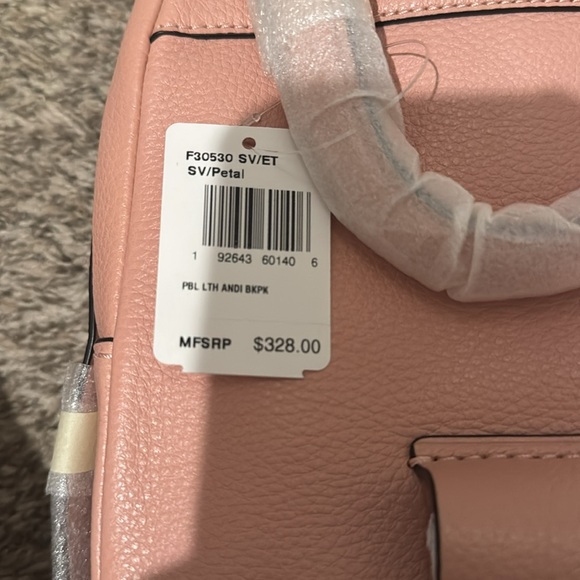 F30530 SV/ET
SV/Petal
1 92643 60140 6
PBL LTH ANDI BKPK
MFSRP $328.00